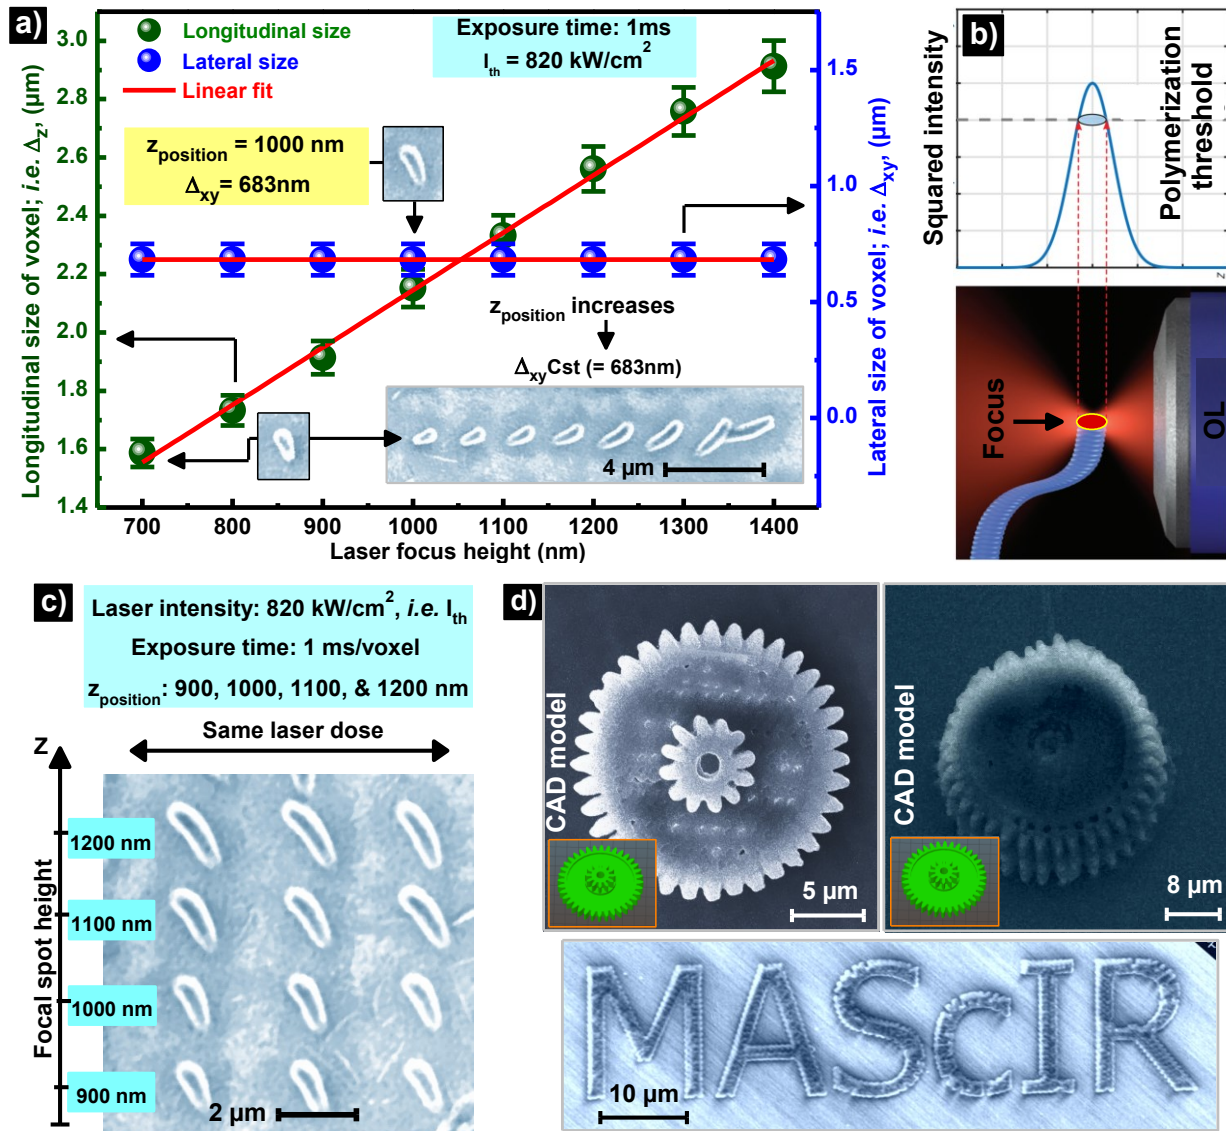 a)
Longitudinal size
Lateral size
Linear fit
Exposure time: 1ms
I_th = 820 kW/cm²
z_position = 1000 nm
Δ_xy = 683nm
z_position increases
Δ_xy Cst (= 683nm)
4 µm
Longitudinal size of voxel; i.e. Δ_z, (µm)
3.0
2.8
2.6
2.4
2.2
2.0
1.8
1.6
1.4
Lateral size of voxel; i.e. Δ_xy, (µm)
1.5
1.0
0.5
0.0
700 800 900 1000 1100 1200 1300 1400
Laser focus height (nm)
b)
Squared intensity
Polymerization
threshold
z
Focus
OL
c)
Laser intensity: 820 kW/cm², i.e. I_th
Exposure time: 1 ms/voxel
z_position: 900, 1000, 1100, & 1200 nm
Same laser dose
Z
Focal spot height
1200 nm
1100 nm
1000 nm
900 nm
2 µm
d)
CAD model
5 µm
CAD model
8 µm
MAScIR
10 µm